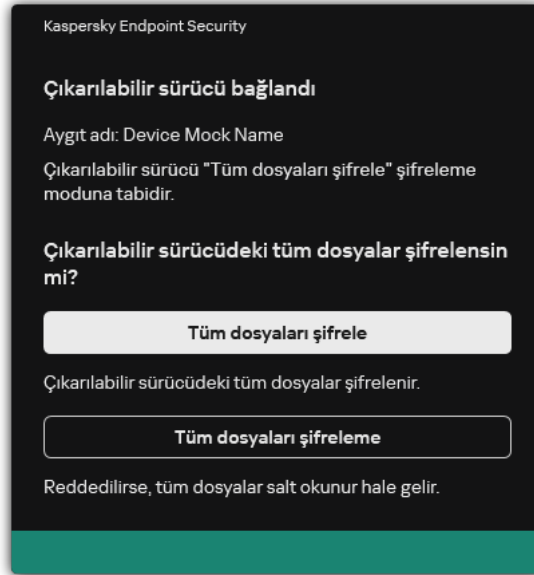 Kaspersky Endpoint Security
Çıkarılabilir sürücü bağlandı
Aygıt adı: Device Mock Name
Çıkarılabilir sürücü "Tüm dosyaları şifrele" şifreleme
moduna tabidir.
Çıkarılabilir sürücüdeki tüm dosyalar şifrelensin
mi?
Tüm dosyaları şifrele
Çıkarılabilir sürücüdeki tüm dosyalar şifrelenir.
Tüm dosyaları şifreleme
Reddedilirse, tüm dosyalar salt okunur hale gelir.